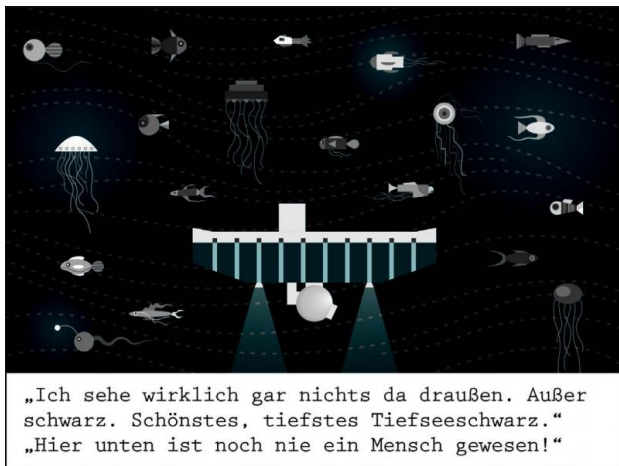 „Ich sehe wirklich gar nichts da draußen. Außer
schwarz. Schönstes, tiefstes Tiefseeschwarz.“
„Hier unten ist noch nie ein Mensch gewesen!“